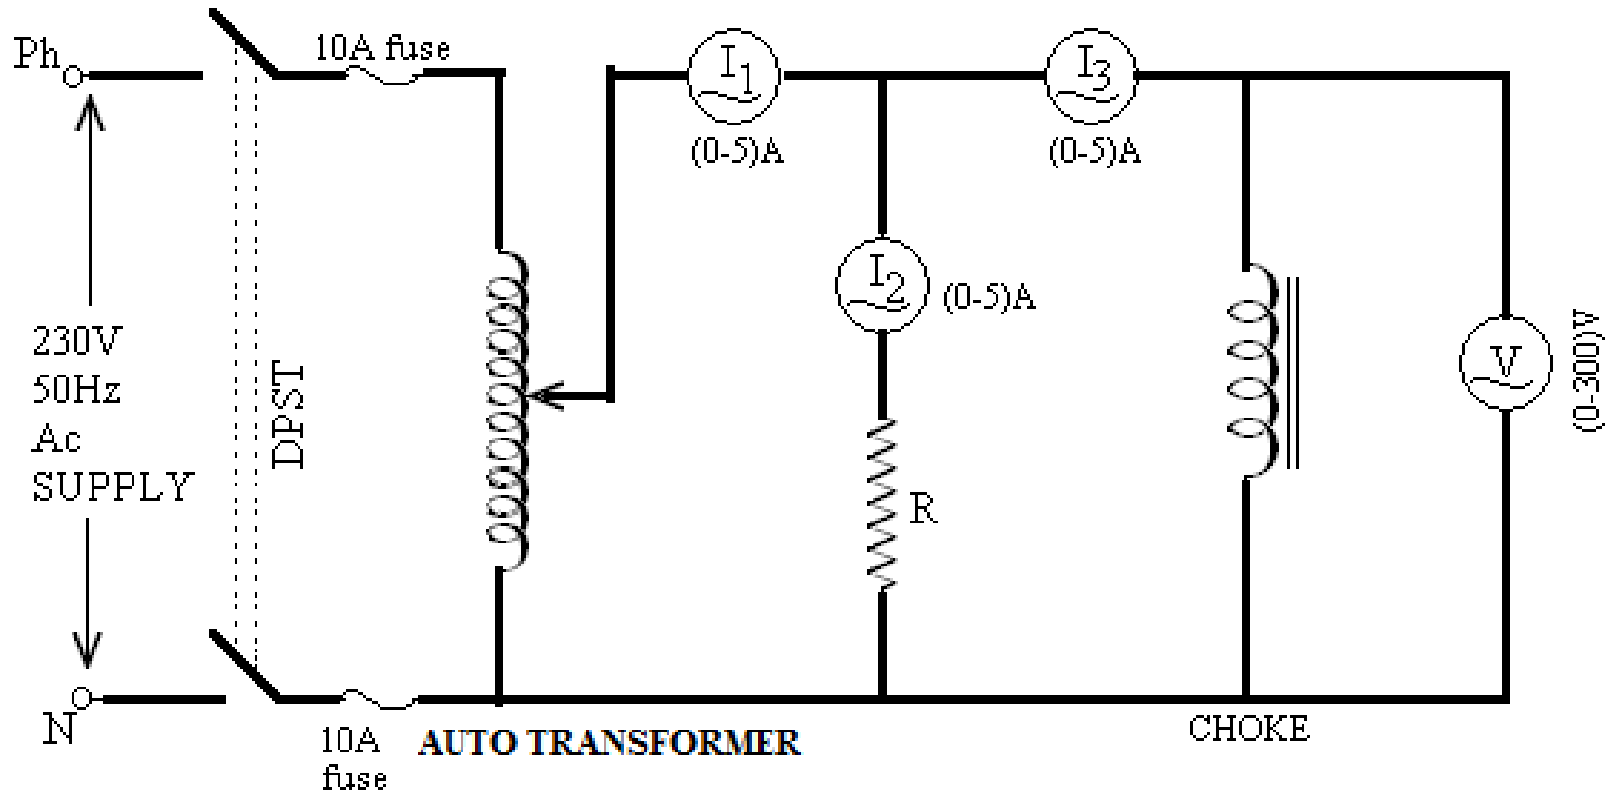 Ph
10A fuse
I1
(0-5)A
I3
(0-5)A
I2
(0-5)A
230V
50Hz
Ac
SUPPLY
DPST
R
V
(0-300)V
N
10A
fuse
AUTO TRANSFORMER
CHOKE